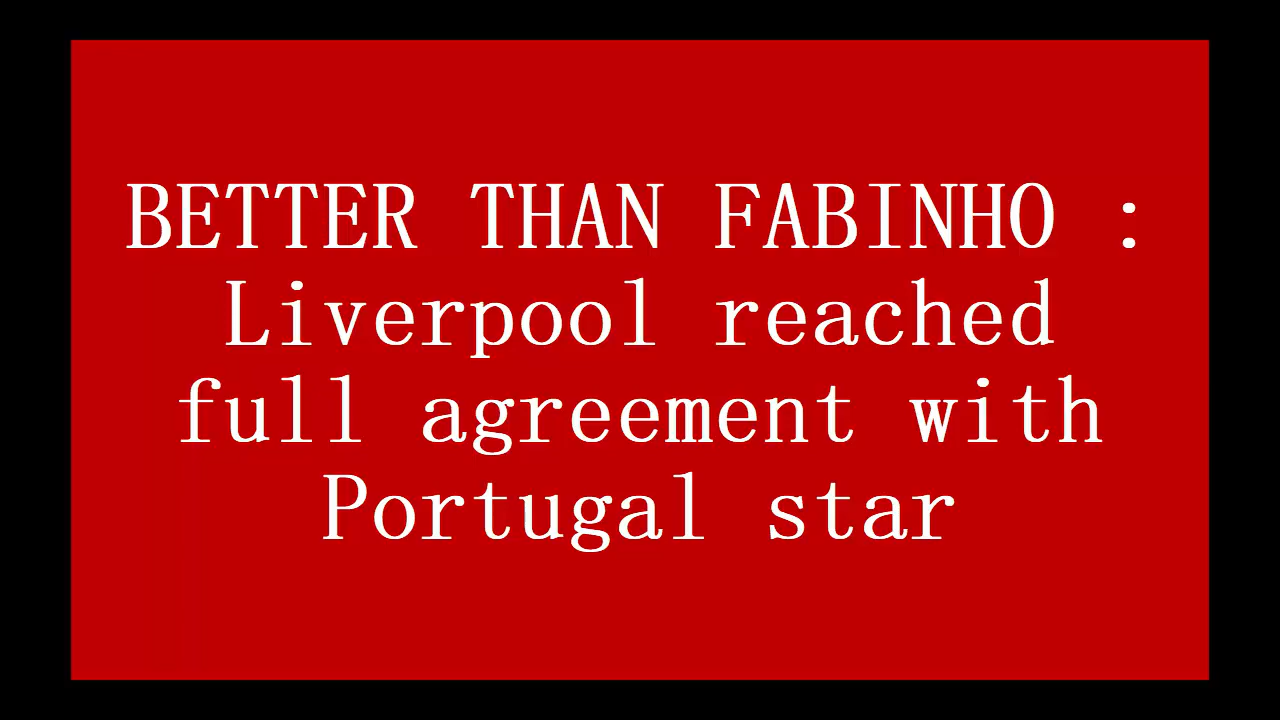 BETTER THAN FABINHO :
Liverpool reached
full agreement with
Portugal star